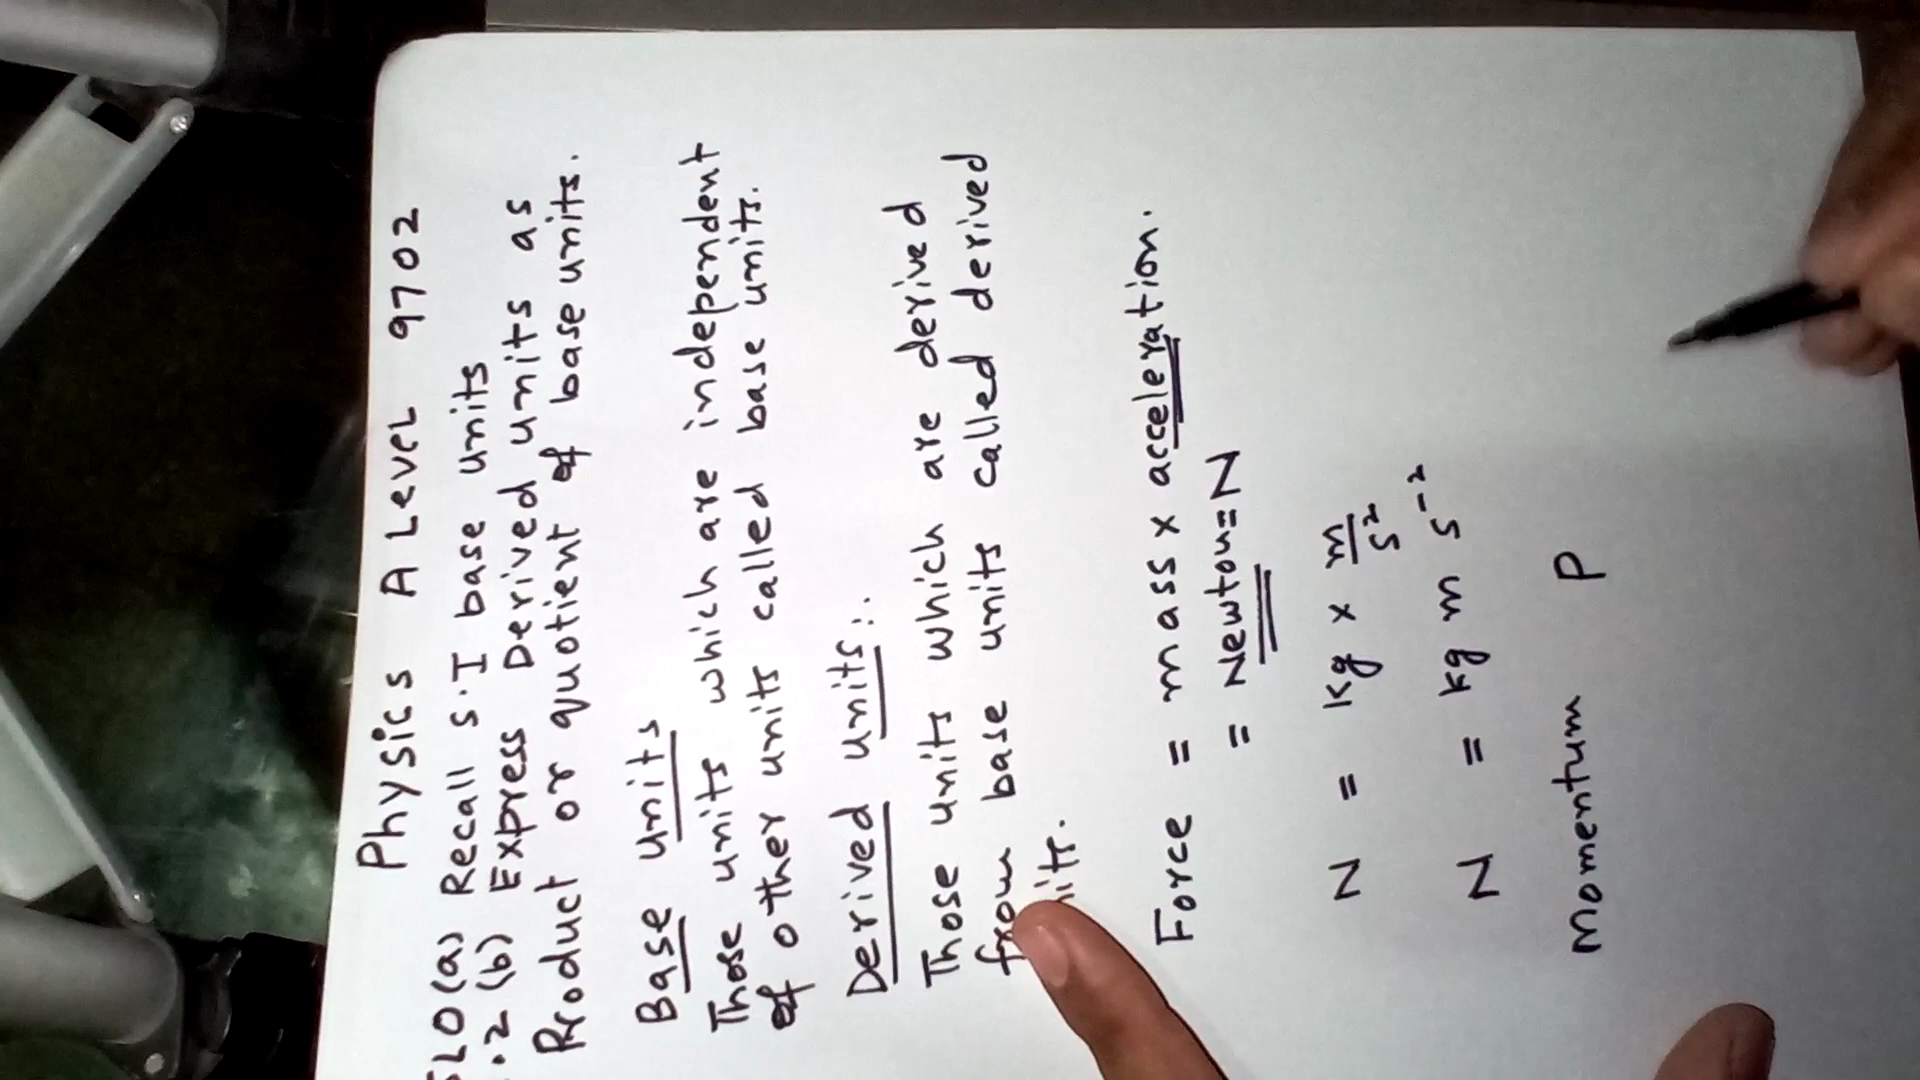 Physics A Level 9702
SLO (a) Recall S.I base units
.2 (b) Express Derived units as
Product or quotient of base units.
Base units
Those units which are independent
of other units called base units.
Derived units:.
Those units which are derived
from base units called derived
units.
Force = mass x acceleration.
= Newton = N
N = kg x m/s²
N = kg m s⁻²
Momentum P